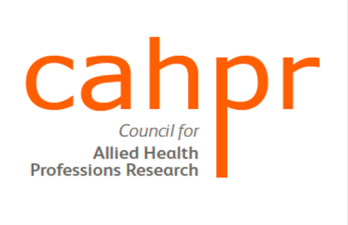 cahpr
Council for
Allied Health
Professions Research